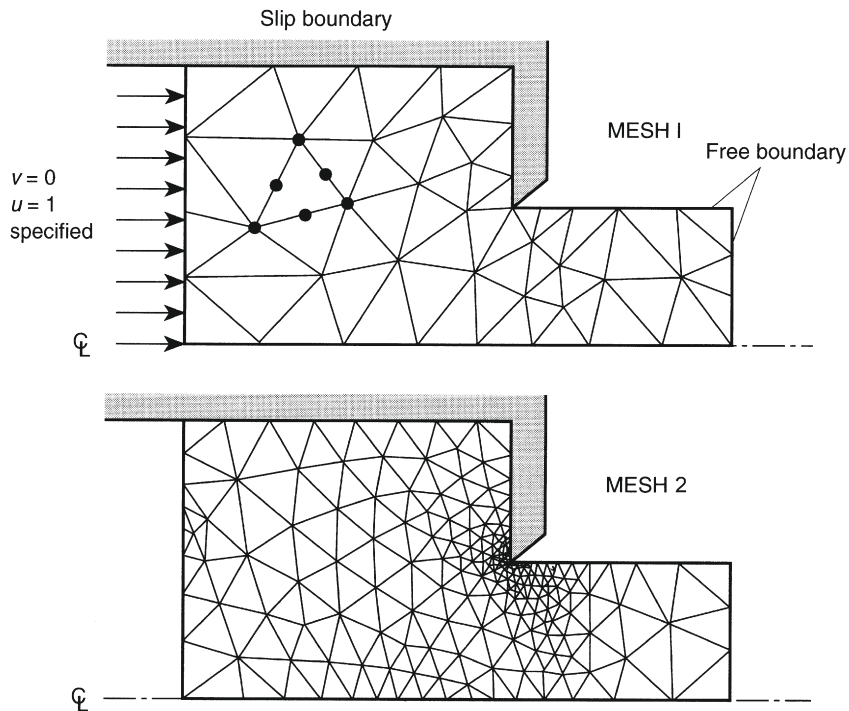 Slip boundary
MESH I
Free boundary
v = 0
u = 1
specified
℄
MESH 2
℄